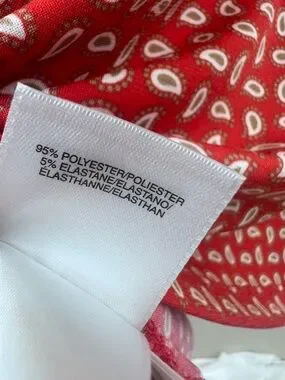 95% POLYESTER/POLIESTER
5% ELASTANE/ELASTANO/
ELASTHANNE/ELASTHAN